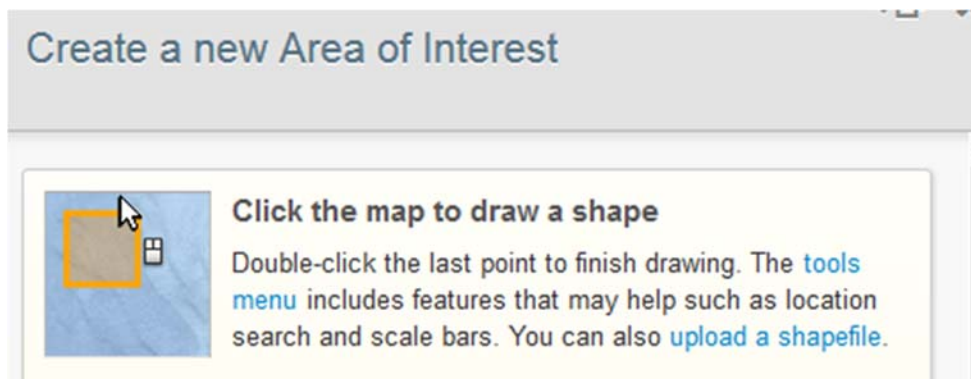 Create a new Area of Interest
Click the map to draw a shape
Double-click the last point to finish drawing. The tools
menu includes features that may help such as location
search and scale bars. You can also upload a shapefile.